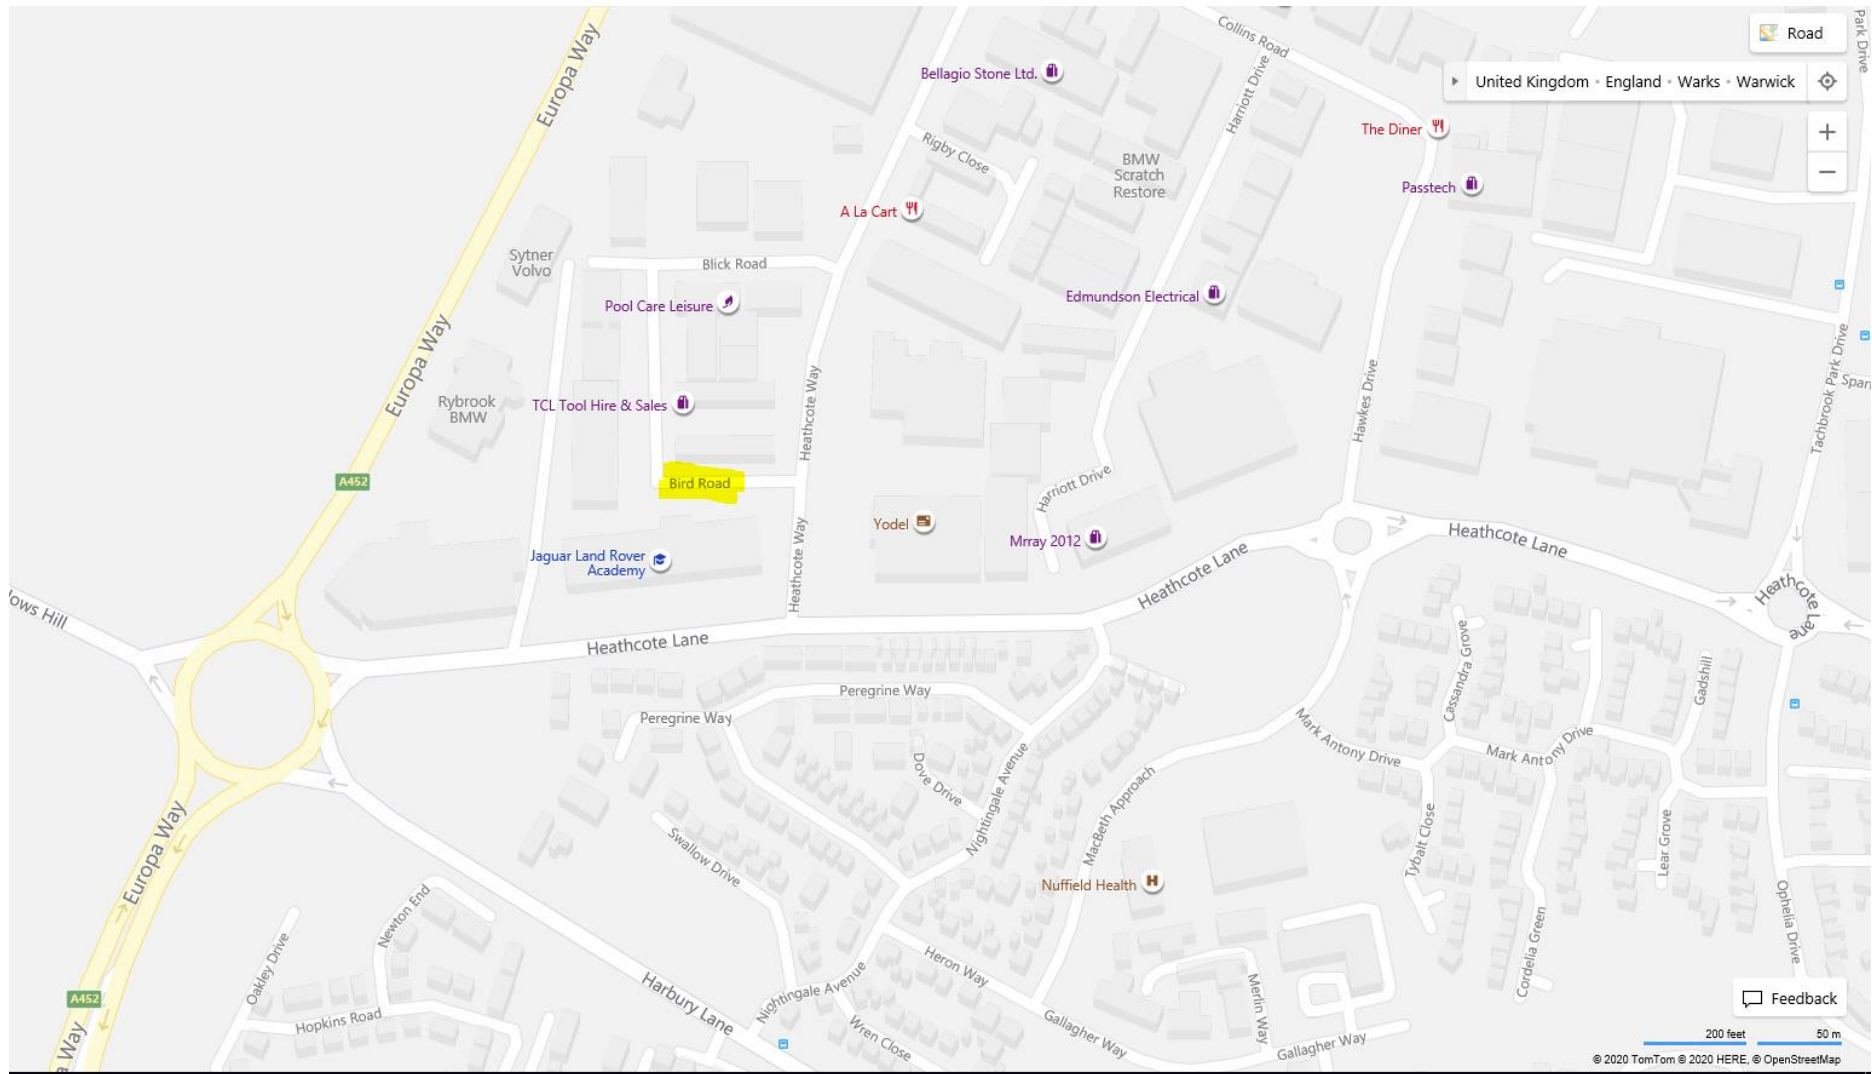 Collins Road
Park Drive
Road
Europa Way
Bellagio Stone Ltd.
Harriott Drive
United Kingdom • England • Warks • Warwick
The Diner
Rigby Close
BMW
Scratch
Restore
Passtech
A La Cart
Sytner
Volvo
Blick Road
Pool Care Leisure
Edmundson Electrical
Europa Way
Rybrook
BMW
TCL Tool Hire & Sales
Heathcote Way
Hawkes Drive
Tachbrook Park Drive
Span
A452
Bird Road
Harriott Drive
Yodel
Mrray 2012
Heathcote Way
Jaguar Land Rover
Academy
Heathcote Lane
Heathcote Lane
Heathcote Lane
ows Hill
Heathcote Lane
Peregrine Way
Peregrine Way
Cassandra Grove
Gadshill
Mark Antony Drive
Mark Antony Drive
Dove Drive
Nightingale Avenue
MacBeth Approach
Swallow Drive
Tybalt Close
Lear Grove
Europa Way
Nuffield Health
Newton End
Oakley Drive
Ophelia Drive
Cordelia Green
Heron Way
Merlin Way
Harbury Lane
Nightingale Avenue
A452
Hopkins Road
Wren Close
Gallagher Way
Gallagher Way
a Way
Feedback
200 feet 50 m
© 2020 TomTom © 2020 HERE, © OpenStreetMap